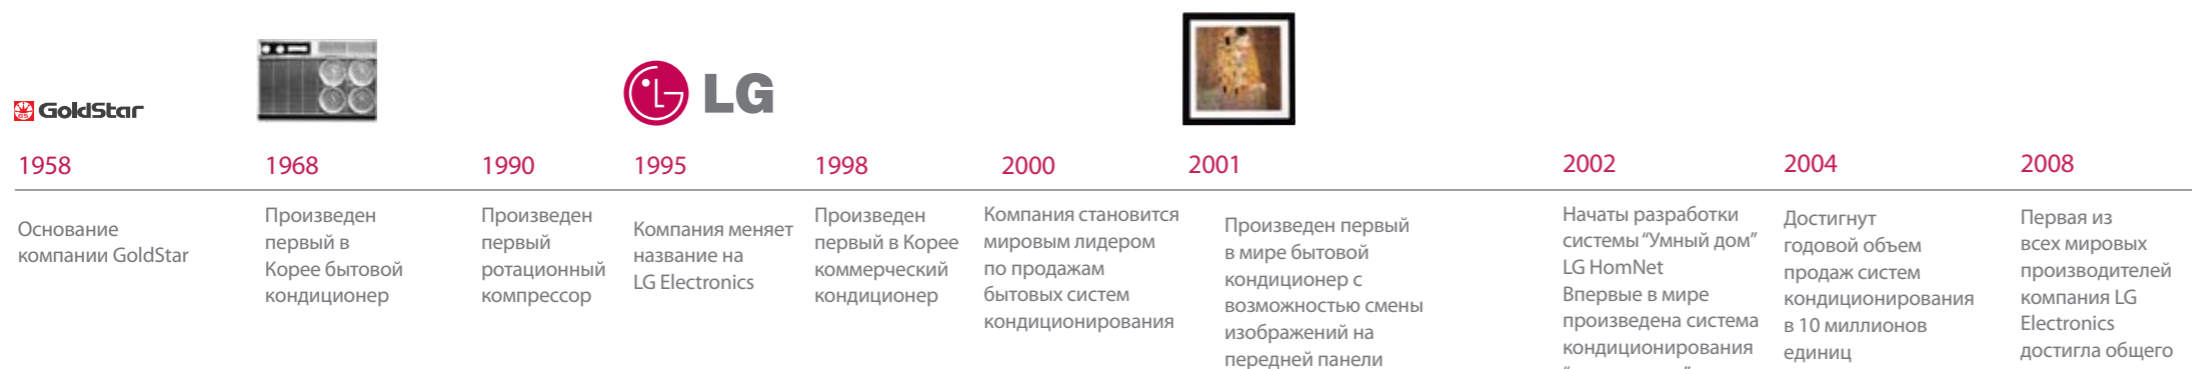 GoldStar
LG
1958
Основание
компании GoldStar
1968
Произведен
первый в
Корее бытовой
кондиционер
1990
Произведен
первый
ротационный
компрессор
1995
Компания меняет
название на
LG Electronics
1998
Произведен
первый в Корее
коммерческий
кондиционер
2000
Компания становится
мировым лидером
по продажам
бытовых систем
кондиционирования
2001
Произведен первый
в мире бытовой
кондиционер с
возможностью смены
изображений на
передней панели
2002
Начаты разработки
системы “Умный дом”
LG HomNet
Впервые в мире
произведена система
кондиционирования
2004
Достигнут
годовой объем
продаж систем
кондиционирования
в 10 миллионов
единиц
2008
Первая из
всех мировых
производителей
компания LG
Electronics
достигла общего